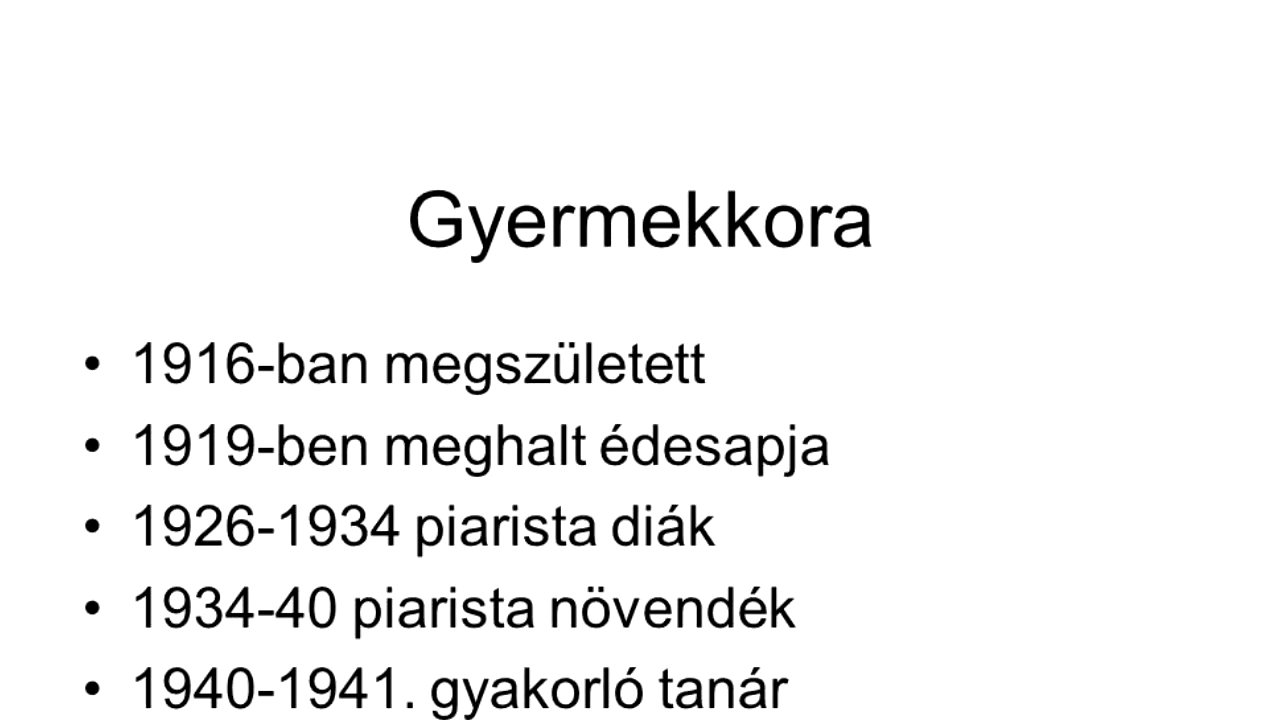 Gyermekkora
• 1916-ban megszületett
• 1919-ben meghalt édesapja
• 1926-1934 piarista diák
• 1934-40 piarista növendék
• 1940-1941. gyakorló tanár